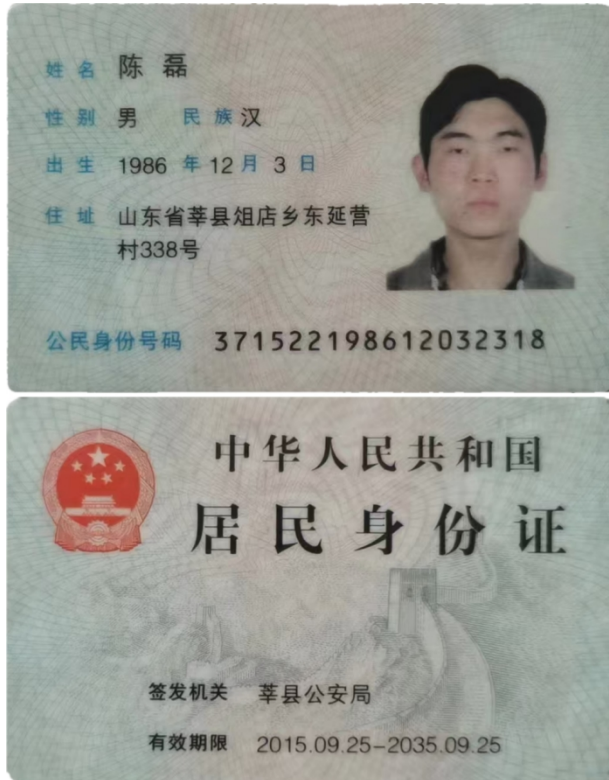 姓名 陈磊
性别 男 民族 汉
出生 1986 年 12 月 3 日
住址 山东省莘县俎店乡东延营
村338号
公民身份号码 371522198612032318
中华人民共和国
居民身份证
签发机关 莘县公安局
有效期限 2015.09.25-2035.09.25